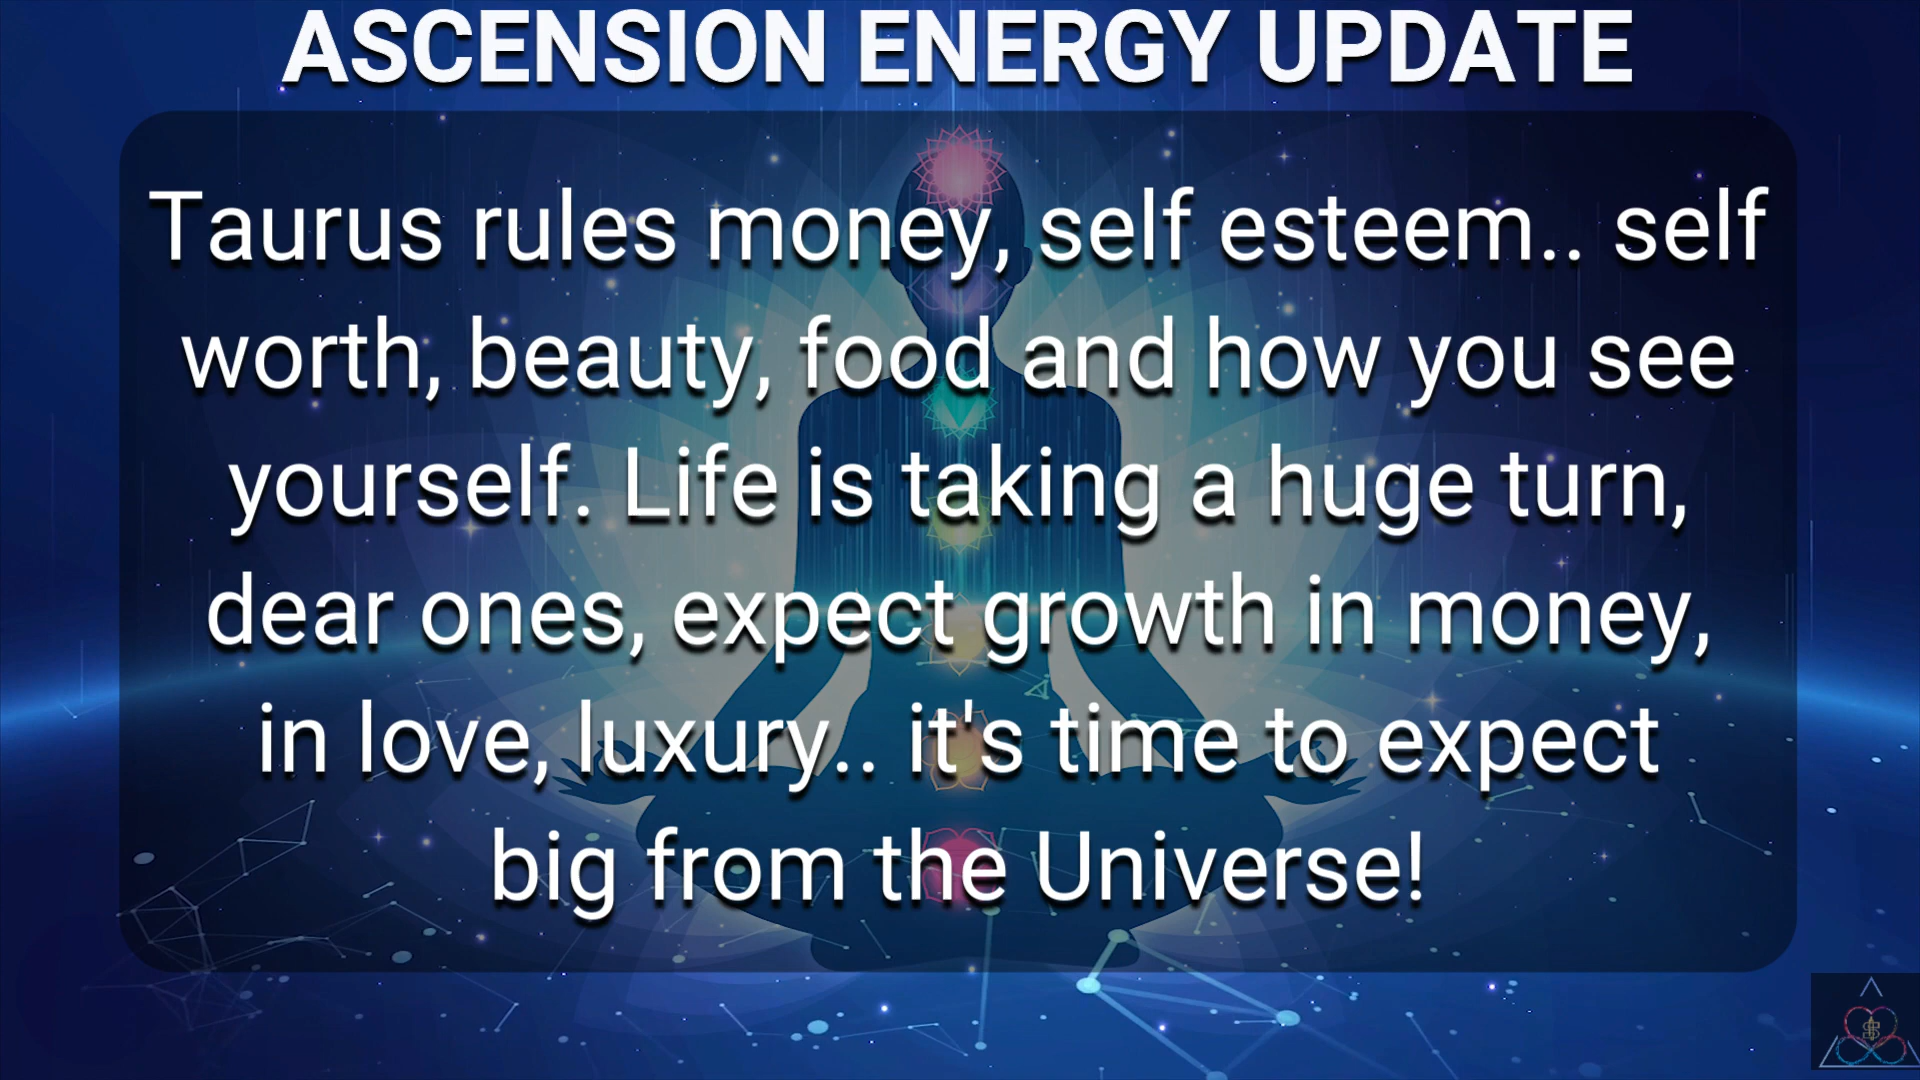 ASCENSION ENERGY UPDATE
Taurus rules money, self esteem.. self
worth, beauty, food and how you see
yourself. Life is taking a huge turn,
dear ones, expect growth in money,
in love, luxury.. it's time to expect
big from the Universe!